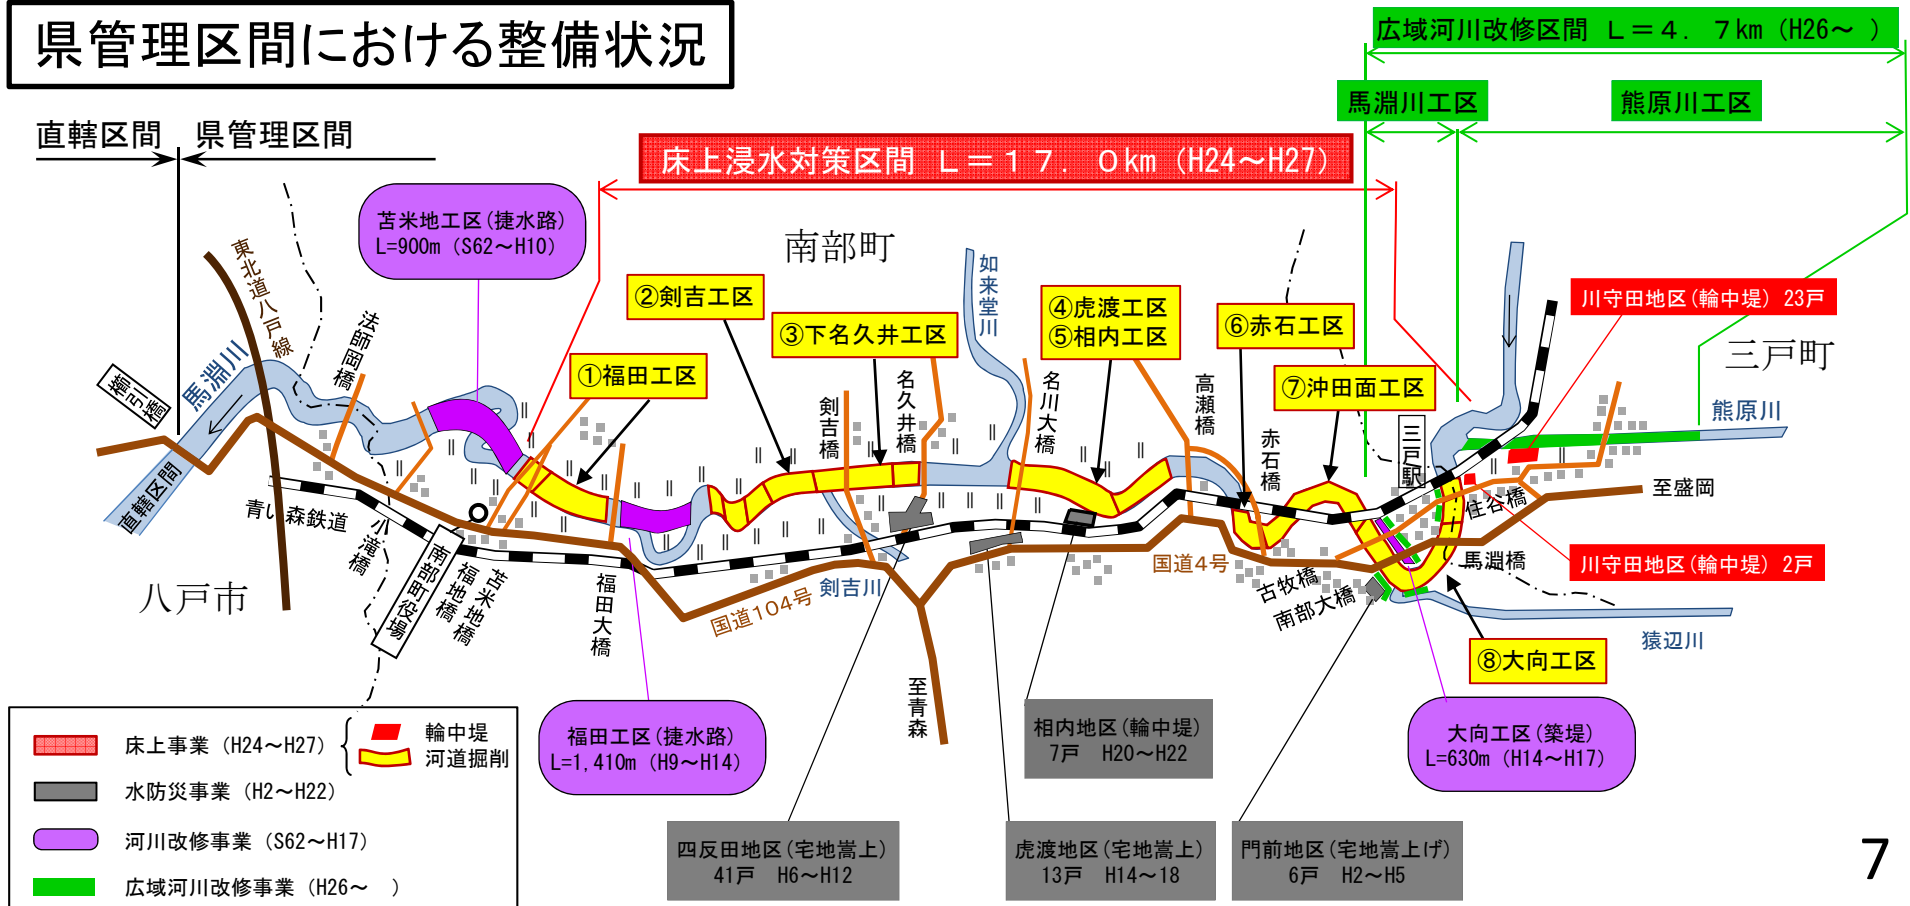 県管理区間における整備状況
広域河川改修区間 L=4.7km (H26~ )
馬淵川工区
熊原川工区
直轄区間
県管理区間
床上浸水対策区間 L=17.0km (H24~H27)
苫米地工区(捷水路)
L=900m (S62~H10)
南部町
如来堂川
②剣吉工区
③下名久井工区
④虎渡工区
⑤相内工区
⑥赤石工区
⑦沖田面工区
①福田工区
川守田地区(輪中堤) 23戸
三戸町
東北道八戸線
法師岡橋
馬淵川
櫛引橋
直轄区間
剣吉橋
名久井橋
名川大橋
高瀬橋
赤石橋
三戸駅
熊原川
至盛岡
住谷橋
馬淵橋
川守田地区(輪中堤) 2戸
青い森鉄道
小滝橋
南部町役場
福地橋
苫米地橋
福田大橋
国道104号
剣吉川
国道4号
古牧橋
南部大橋
猿辺川
八戸市
至青森
⑧大向工区
福田工区(捷水路)
L=1,410m (H9~H14)
相内地区(輪中堤)
7戸 H20~H22
大向工区(築堤)
L=630m (H14~H17)
四反田地区(宅地嵩上)
41戸 H6~H12
虎渡地区(宅地嵩上)
13戸 H14~18
門前地区(宅地嵩上げ)
6戸 H2~H5
床上事業 (H24~H27)
輪中堤
河道掘削
水防災事業 (H2~H22)
河川改修事業 (S62~H17)
広域河川改修事業 (H26~ )
7